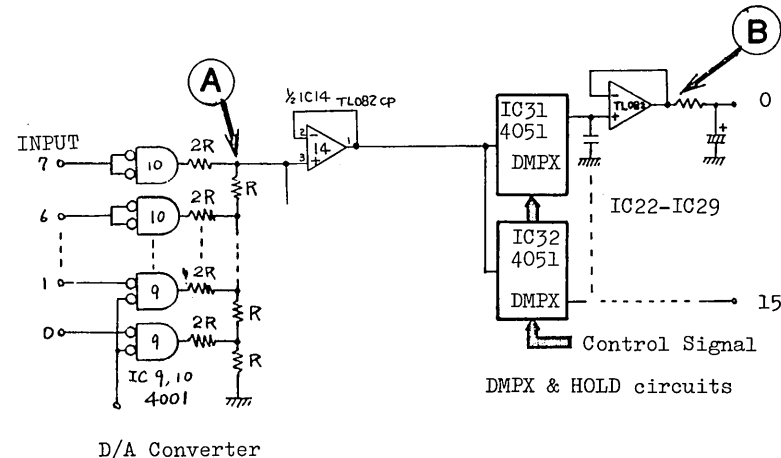 A
B
½IC14 TL082CP
0
INPUT
7
10
2R
2
3
14
1
IC31
4051
DMPX
TL082
R
6
10
2R
IC22-IC29
IC32
4051
1
9
2R
R
DMPX
15
0
9
2R
R
Control Signal
IC 9,10
4001
DMPX & HOLD circuits
D/A Converter